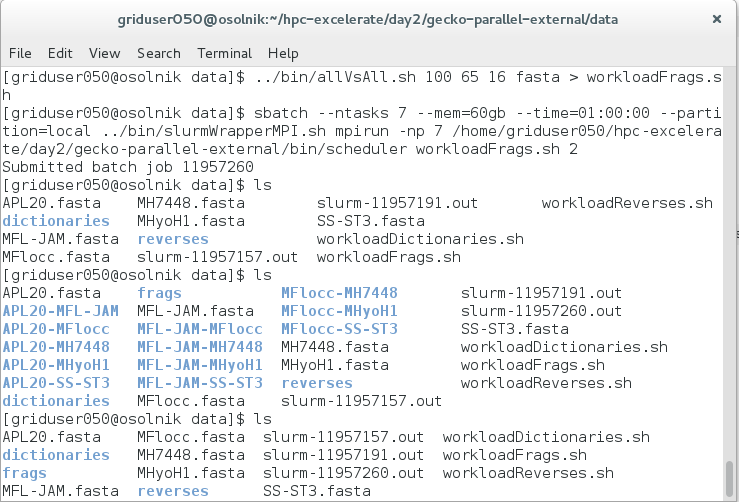 griduser050@osolnik:~/hpc-excelerate/day2/gecko-parallel-external/data ×
File Edit View Search Terminal Help
[griduser050@osolnik data]$ ../bin/allVsAll.sh 100 65 16 fasta > workloadFrags.s
h
[griduser050@osolnik data]$ sbatch --ntasks 7 --mem=60gb --time=01:00:00 --parti
tion=local ../bin/slurmWrapperMPI.sh mpirun -np 7 /home/griduser050/hpc-excelera
te/day2/gecko-parallel-external/bin/scheduler workloadFrags.sh 2
Submitted batch job 11957260
[griduser050@osolnik data]$ ls
APL20.fasta MH7448.fasta slurm-11957191.out workloadReverses.sh
dictionaries MHyoH1.fasta SS-ST3.fasta
MFL-JAM.fasta reverses workloadDictionaries.sh
MFlocc.fasta slurm-11957157.out workloadFrags.sh
[griduser050@osolnik data]$ ls
APL20.fasta frags MFlocc-MH7448 slurm-11957191.out
APL20-MFL-JAM MFL-JAM.fasta MFlocc-MHyoH1 slurm-11957260.out
APL20-MFlocc MFL-JAM-MFlocc MFlocc-SS-ST3 SS-ST3.fasta
APL20-MH7448 MFL-JAM-MH7448 MH7448.fasta workloadDictionaries.sh
APL20-MHyoH1 MFL-JAM-MHyoH1 MHyoH1.fasta workloadFrags.sh
APL20-SS-ST3 MFL-JAM-SS-ST3 reverses workloadReverses.sh
dictionaries MFlocc.fasta slurm-11957157.out
[griduser050@osolnik data]$ ls
APL20.fasta MFlocc.fasta slurm-11957157.out workloadDictionaries.sh
dictionaries MH7448.fasta slurm-11957191.out workloadFrags.sh
frags MHyoH1.fasta slurm-11957260.out workloadReverses.sh
MFL-JAM.fasta reverses SS-ST3.fasta